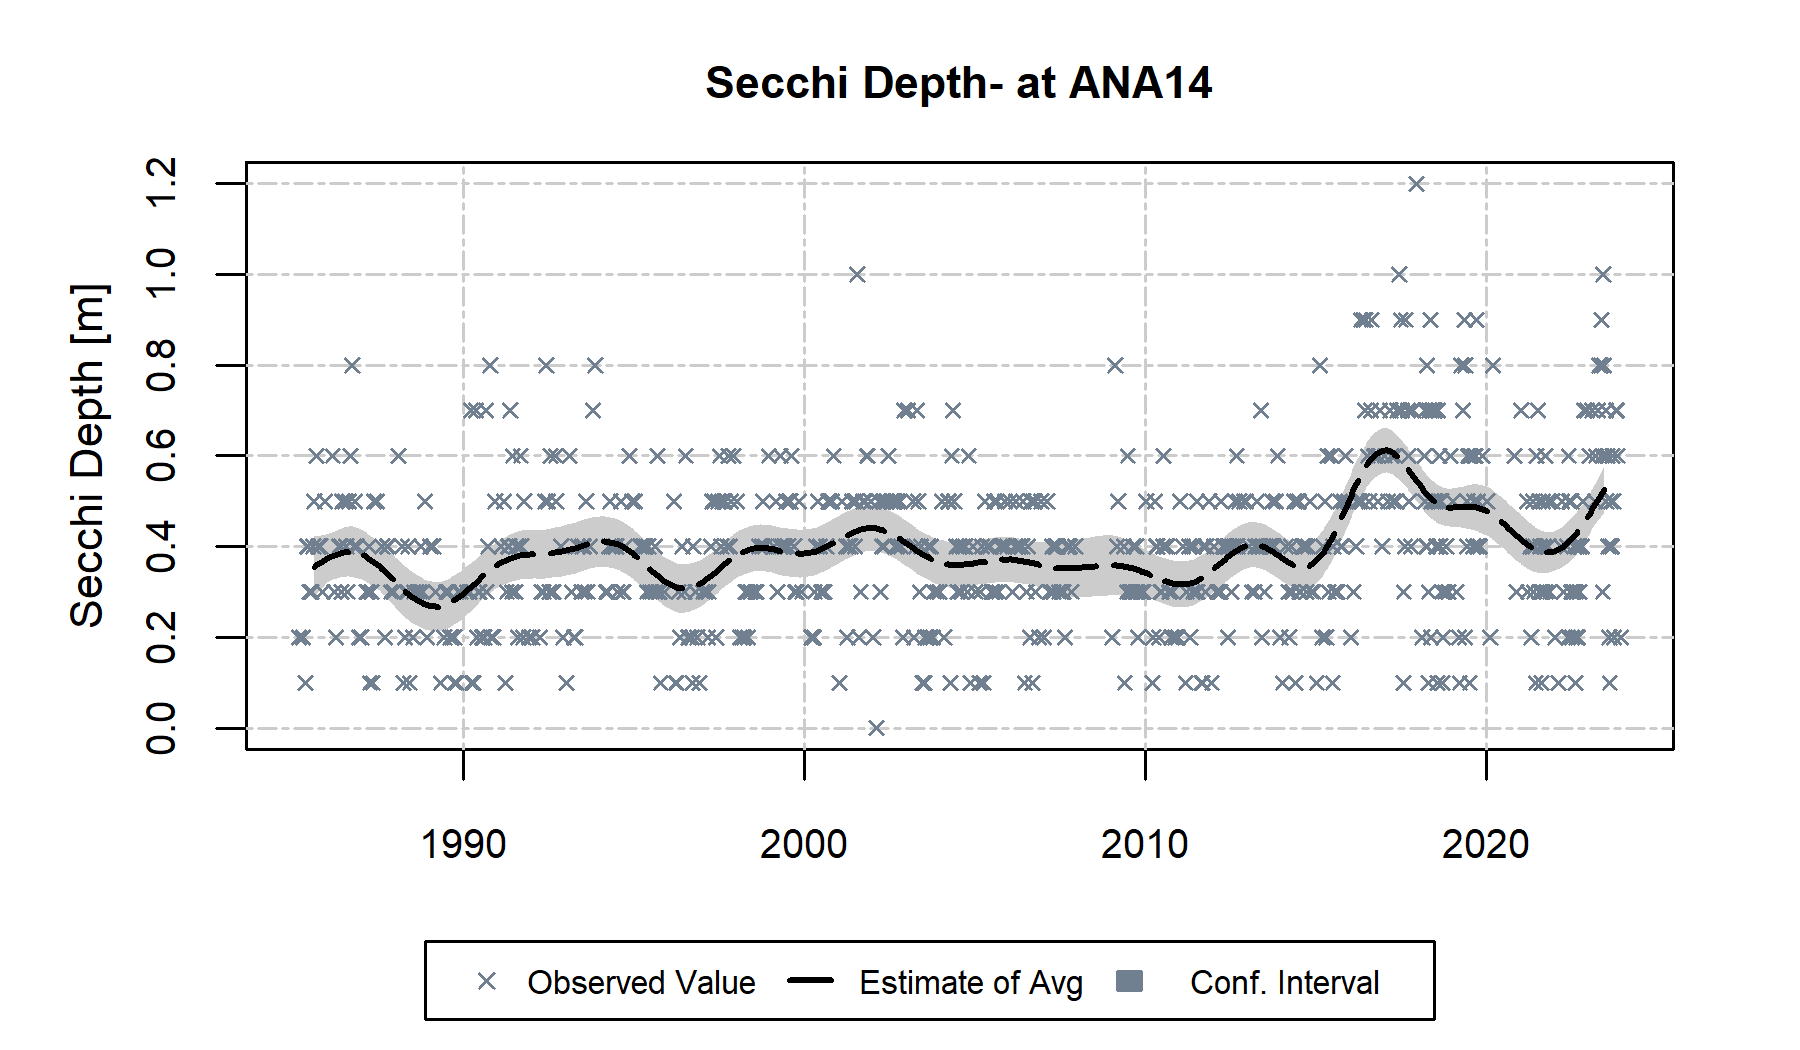 Secchi Depth- at ANA14
Secchi Depth [m]
1.2
1.0
0.8
0.6
0.4
0.2
0.0
1990 2000 2010 2020
Observed Value Estimate of Avg Conf. Interval